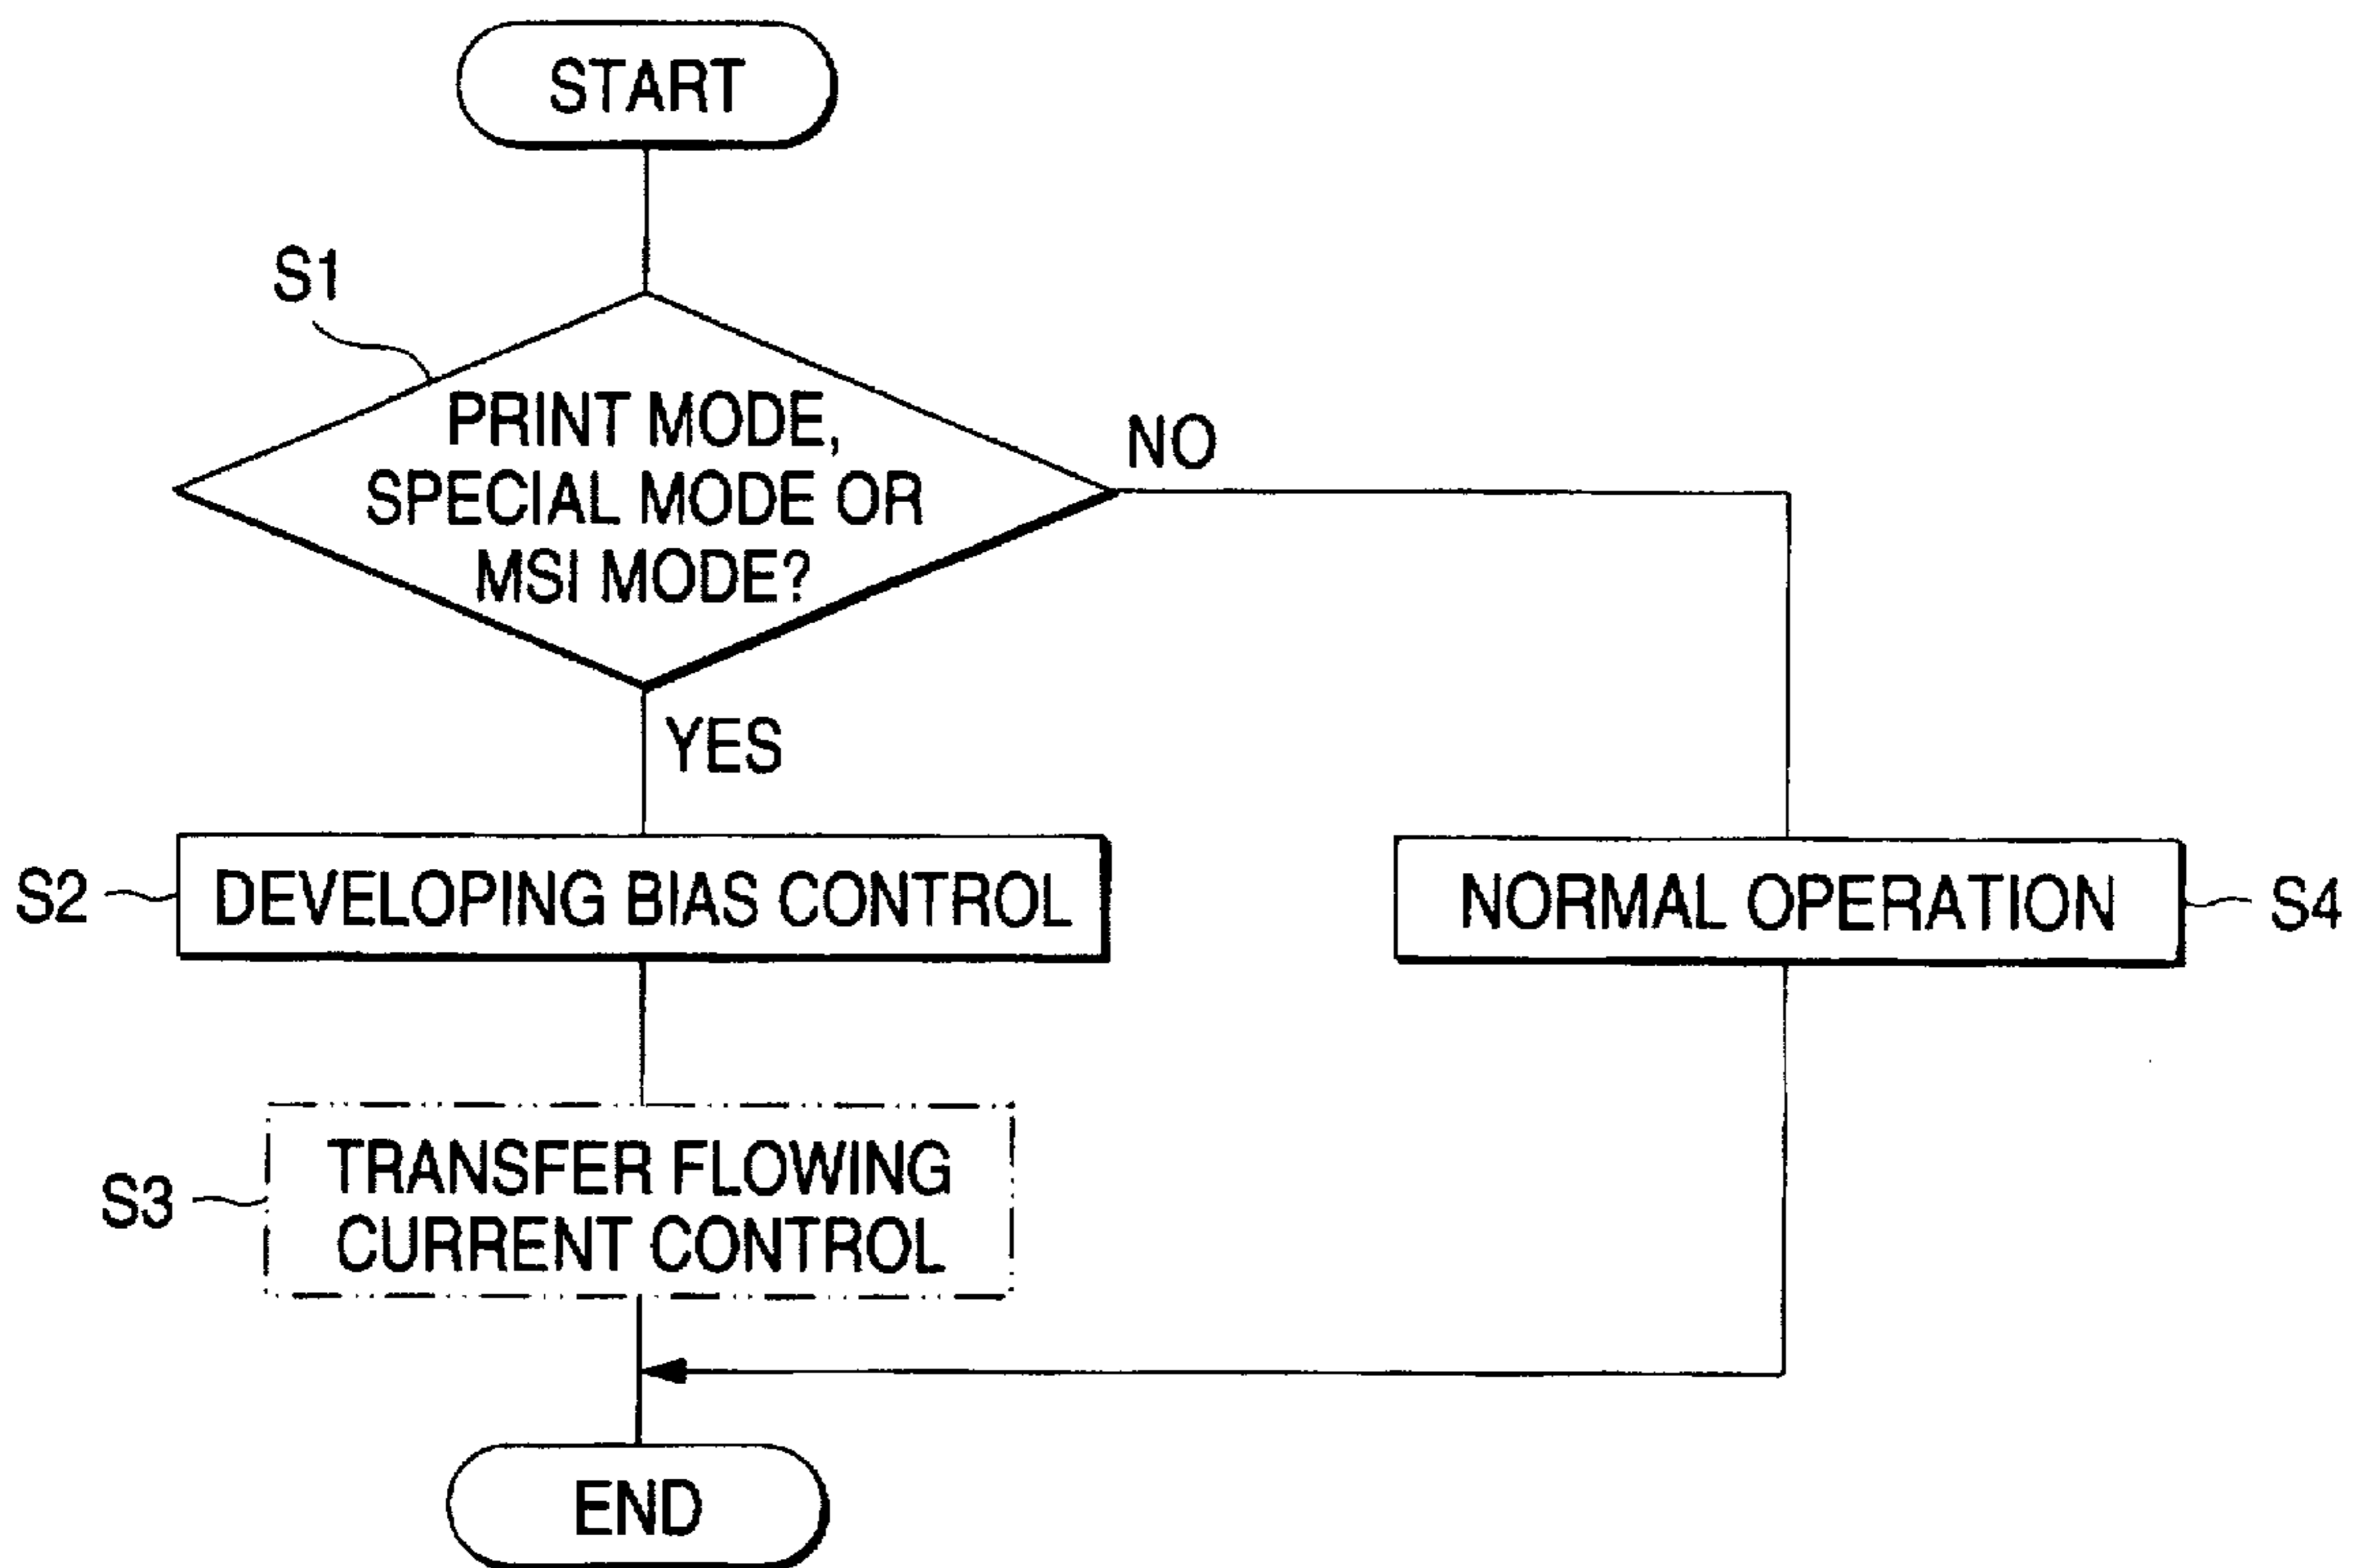 START
S1
PRINT MODE,
SPECIAL MODE OR
MSI MODE?
NO
YES
S2
DEVELOPING BIAS CONTROL
NORMAL OPERATION
S4
S3
TRANSFER FLOWING
CURRENT CONTROL
END